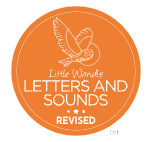 Little Wandle
LETTERS AND
SOUNDS
REVISED
TM